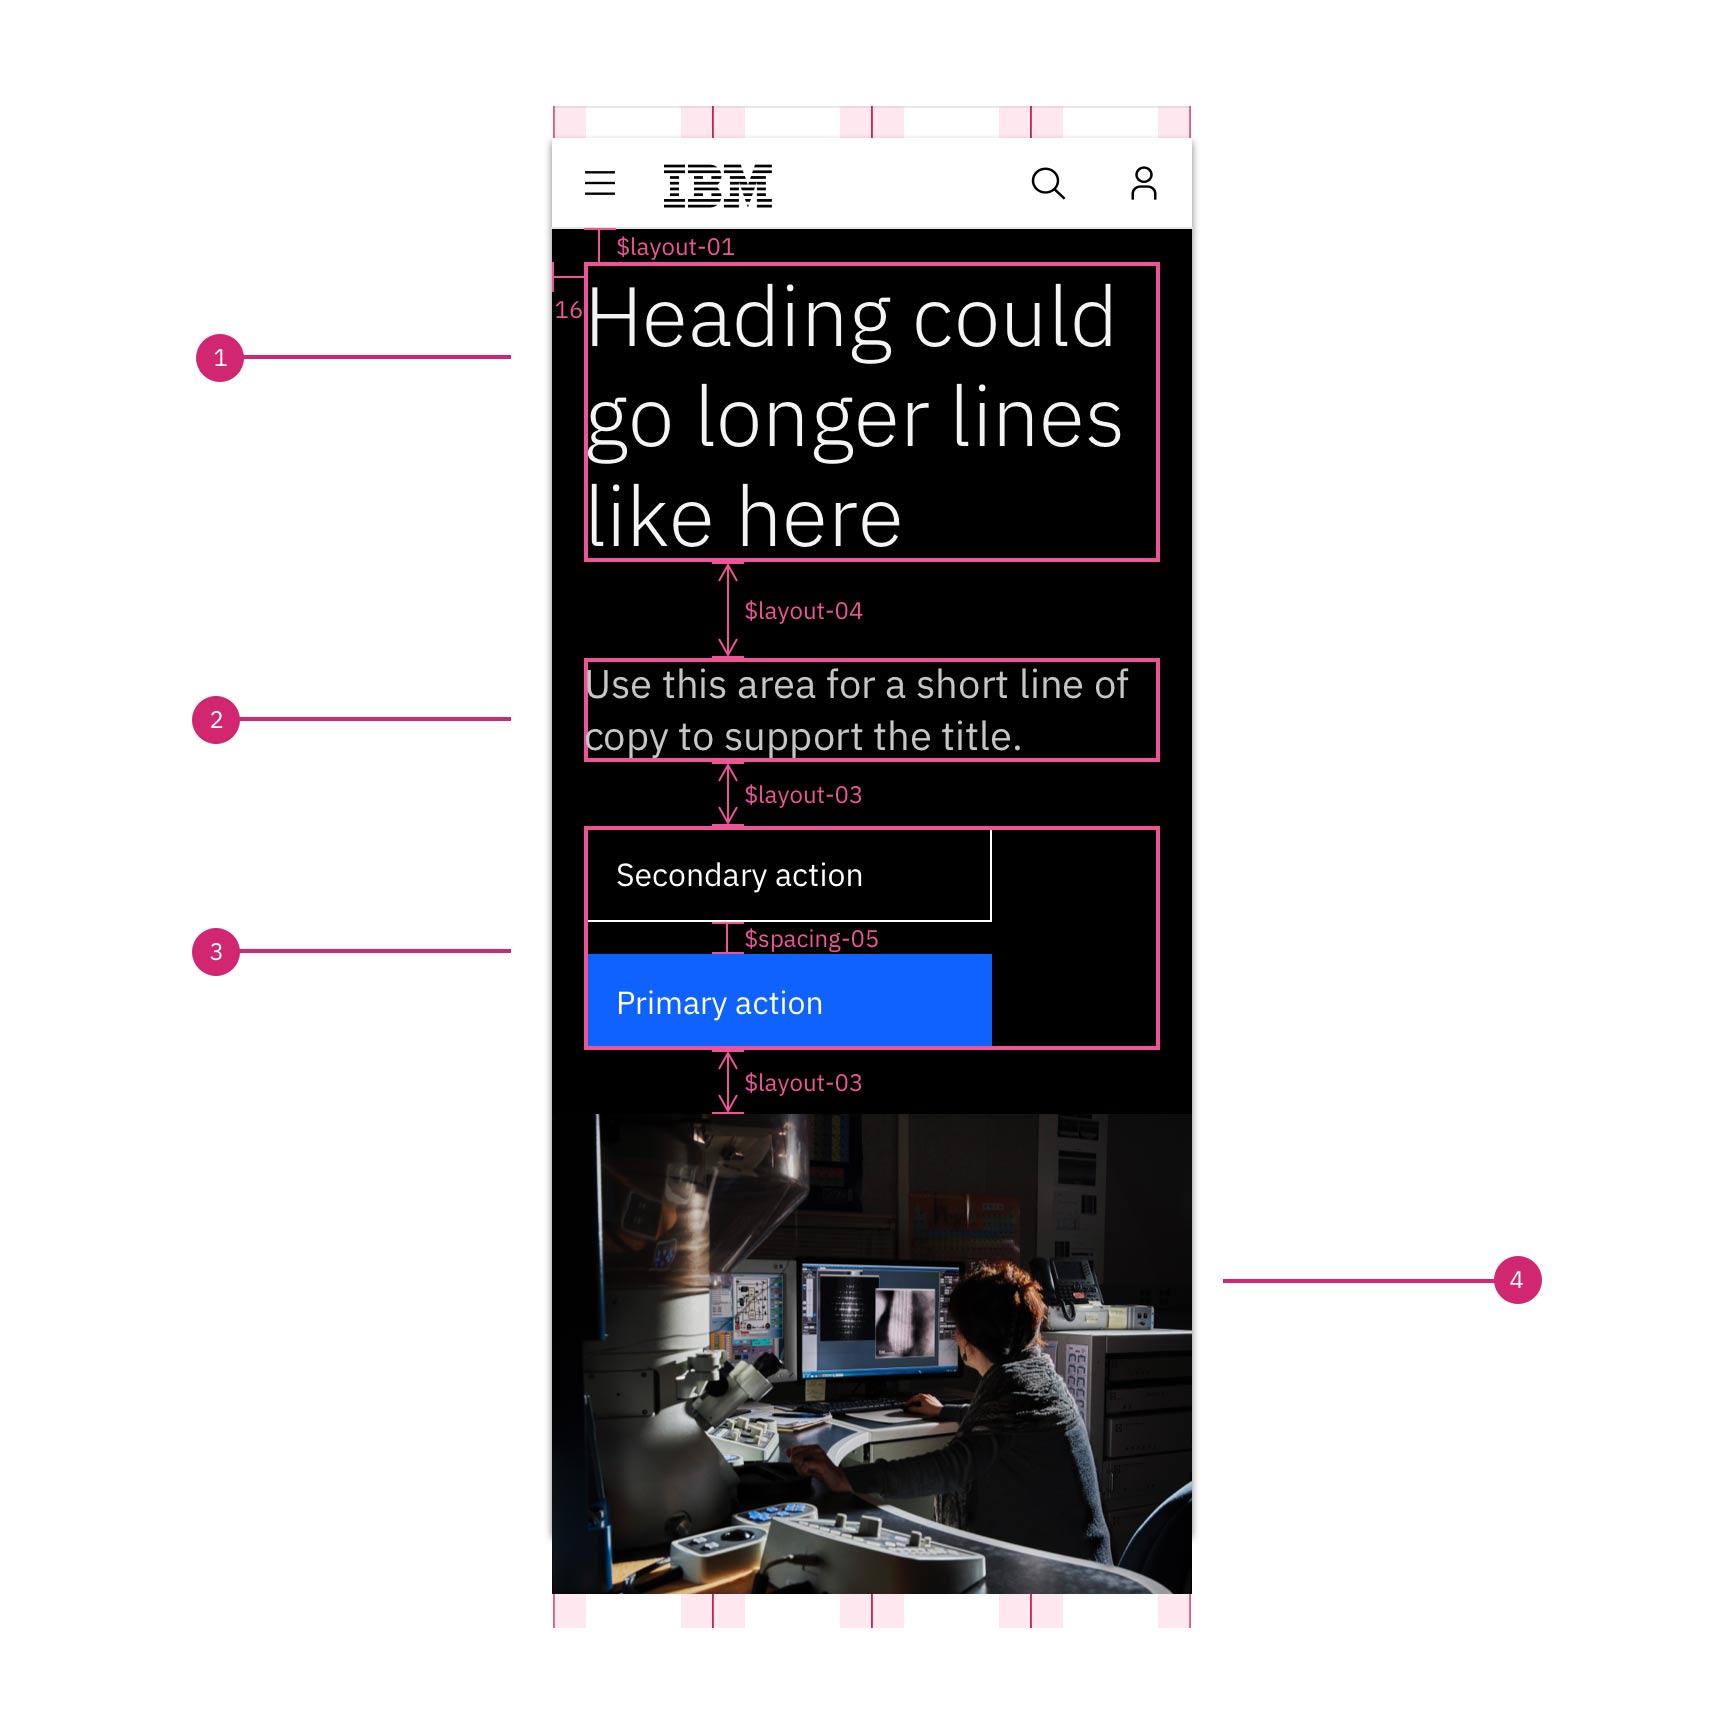 IBM
$layout-01
16
Heading could
go longer lines
like here
1
$layout-04
Use this area for a short line of
copy to support the title.
2
$layout-03
Secondary action
$spacing-05
3
Primary action
$layout-03
4